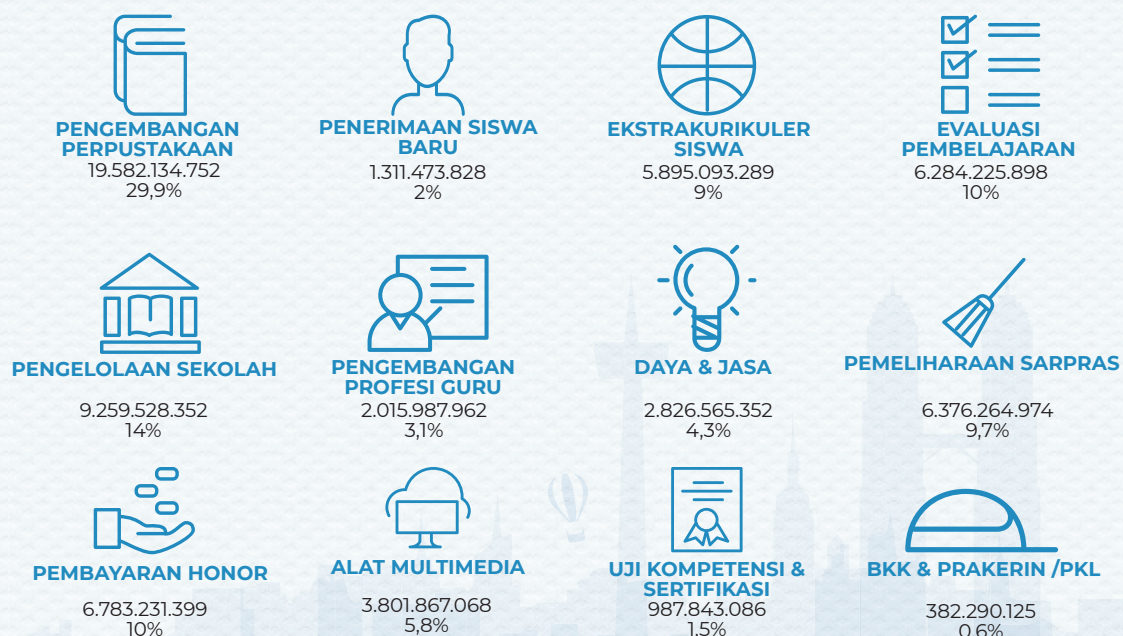 PENGEMBANGAN
PERPUSTAKAAN
19.582.134.752
29,9%
PENERIMAAN SISWA
BARU
1.311.473.828
2%
EKSTRAKURIKULER
SISWA
5.895.093.289
9%
EVALUASI
PEMBELAJARAN
6.284.225.898
10%
PENGELOLAAN SEKOLAH
9.259.528.352
14%
PENGEMBANGAN
PROFESI GURU
2.015.987.962
3,1%
DAYA & JASA
2.826.565.352
4,3%
PEMELIHARAAN SARPRAS
6.376.264.974
9,7%
PEMBAYARAN HONOR
6.783.231.399
10%
ALAT MULTIMEDIA
3.801.867.068
5,8%
UJI KOMPETENSI &
SERTIFIKASI
987.843.086
1,5%
BKK & PRAKERIN /PKL
382.290.125
0,6%